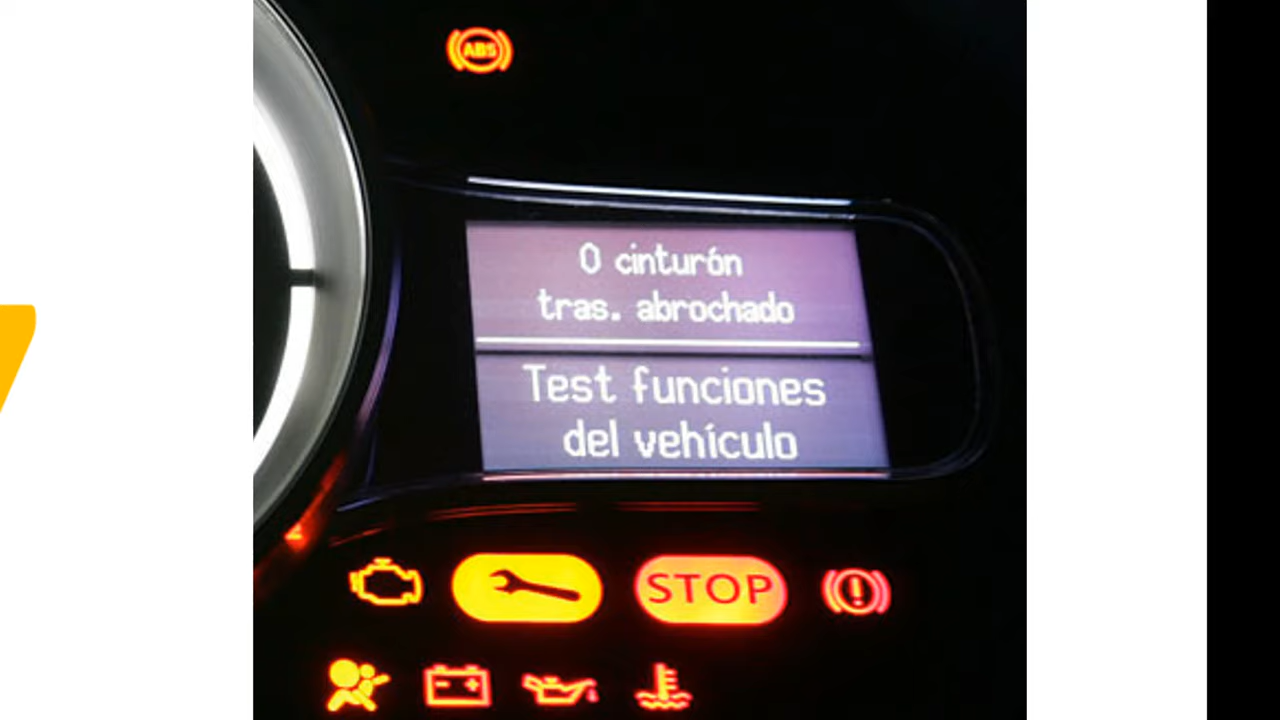 ABS
0 cinturón
tras. abrochado
Test funciones
del vehículo
STOP